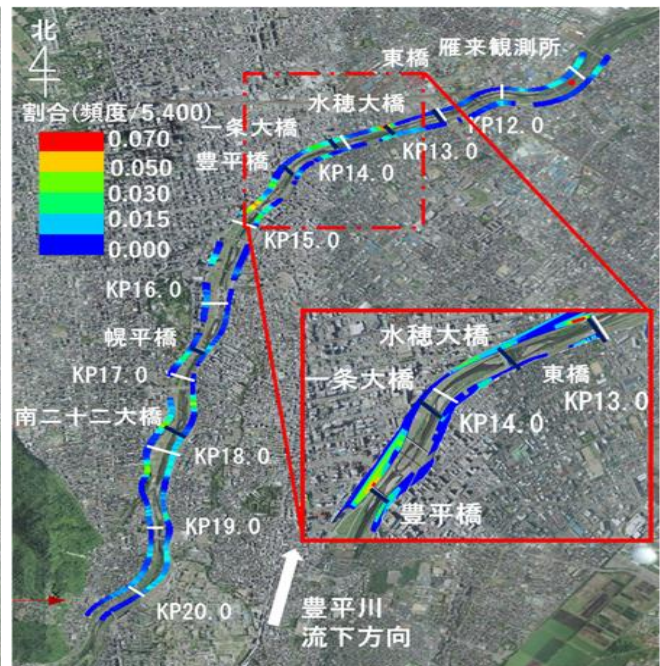 北
割合(頻度/5,400)
0.070
0.050
0.030
0.015
0.000
東橋
雁来観測所
水穂大橋
一条大橋
豊平橋
KP12.0
KP13.0
KP14.0
KP15.0
KP16.0
幌平橋
KP17.0
南二十二大橋
KP18.0
KP19.0
KP20.0
水穂大橋
一条大橋
東橋
KP13.0
KP14.0
豊平橋
豊平川
流下方向